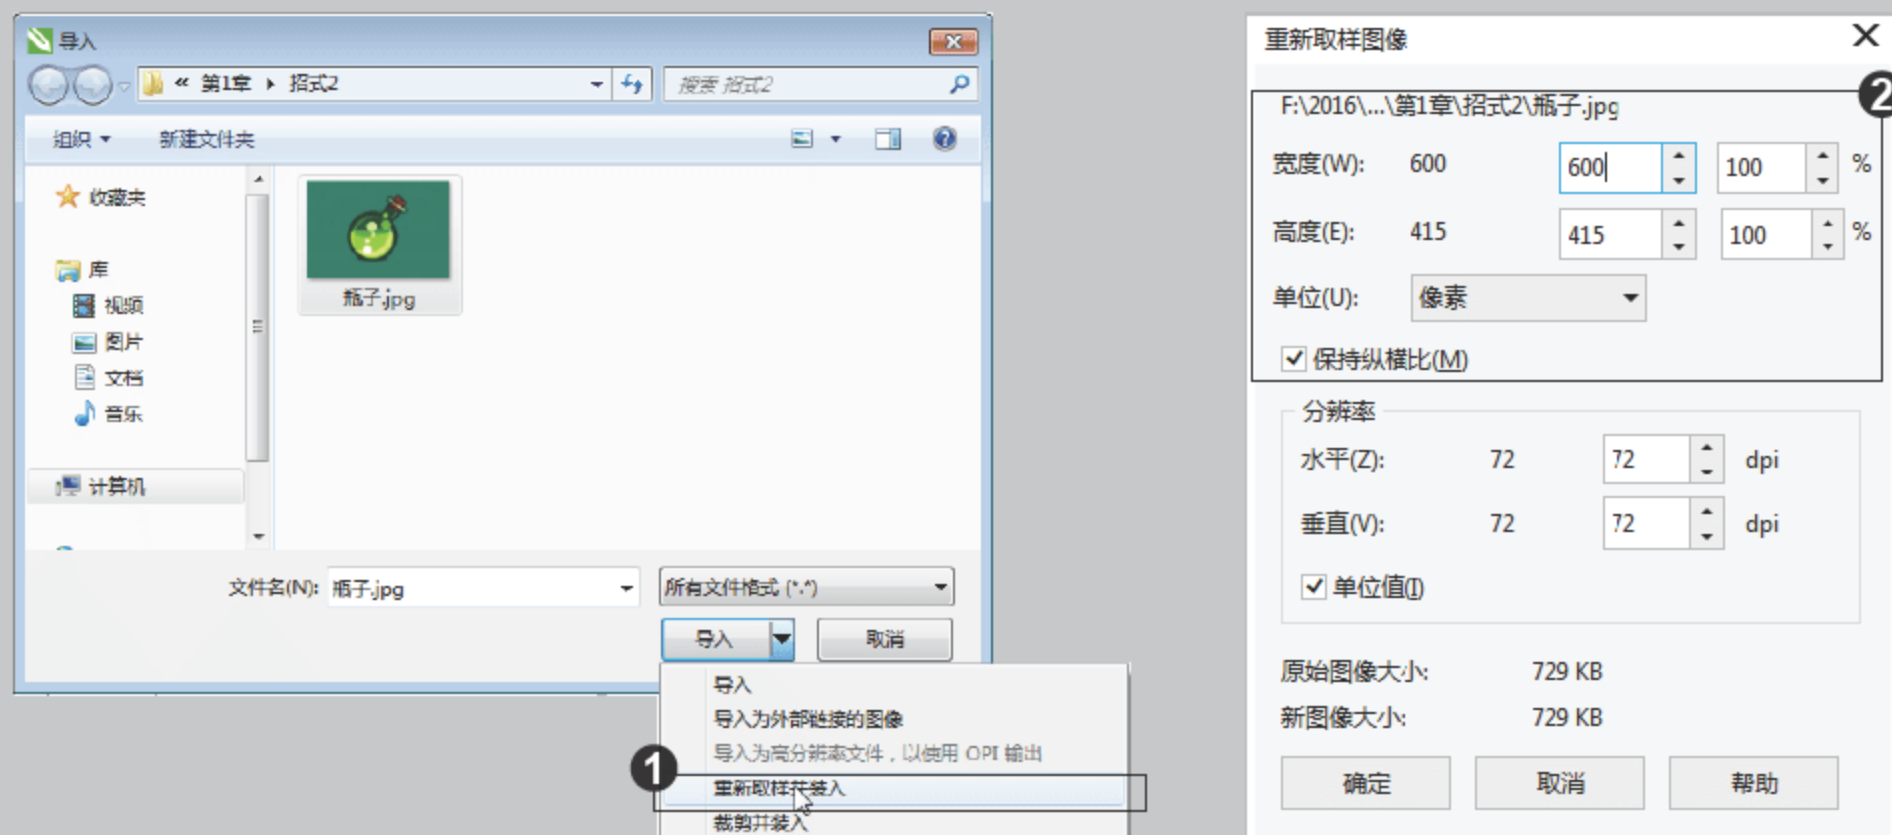 导入
« 第1章 ▸ 招式2
搜索 招式2
组织
新建文件夹
收藏夹
库
视频
图片
文档
音乐
计算机
瓶子.jpg
文件名(N):
瓶子.jpg
所有文件格式 (*.*)
导入
取消
导入
导入为外部链接的图像
导入为高分辨率文件，以使用 OPI 输出
1
重新取样并装入
裁剪并装入
重新取样图像
2
F:\2016\...\第1章\招式2\瓶子.jpg
宽度(W): 600 600 100 %
高度(E): 415 415 100 %
单位(U): 像素
保持纵横比(M)
分辨率
水平(Z): 72 72 dpi
垂直(V): 72 72 dpi
单位值(I)
原始图像大小: 729 KB
新图像大小: 729 KB
确定
取消
帮助